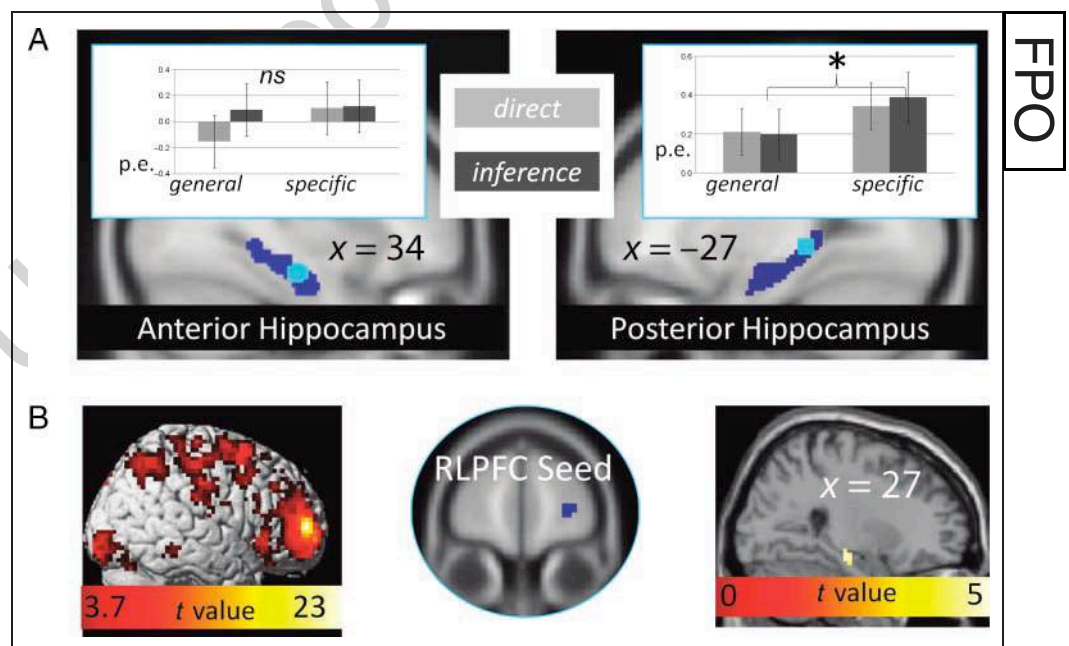 A
0.4
0.2
0.0
-0.2
-0.4
p.e.
ns
general specific
direct
inference
0.6
0.4
0.2
0.0
p.e.
*
general specific
x = 34
x = −27
Anterior Hippocampus
Posterior Hippocampus
FPO
B
3.7 t value 23
RLPFC Seed
x = 27
0 t value 5